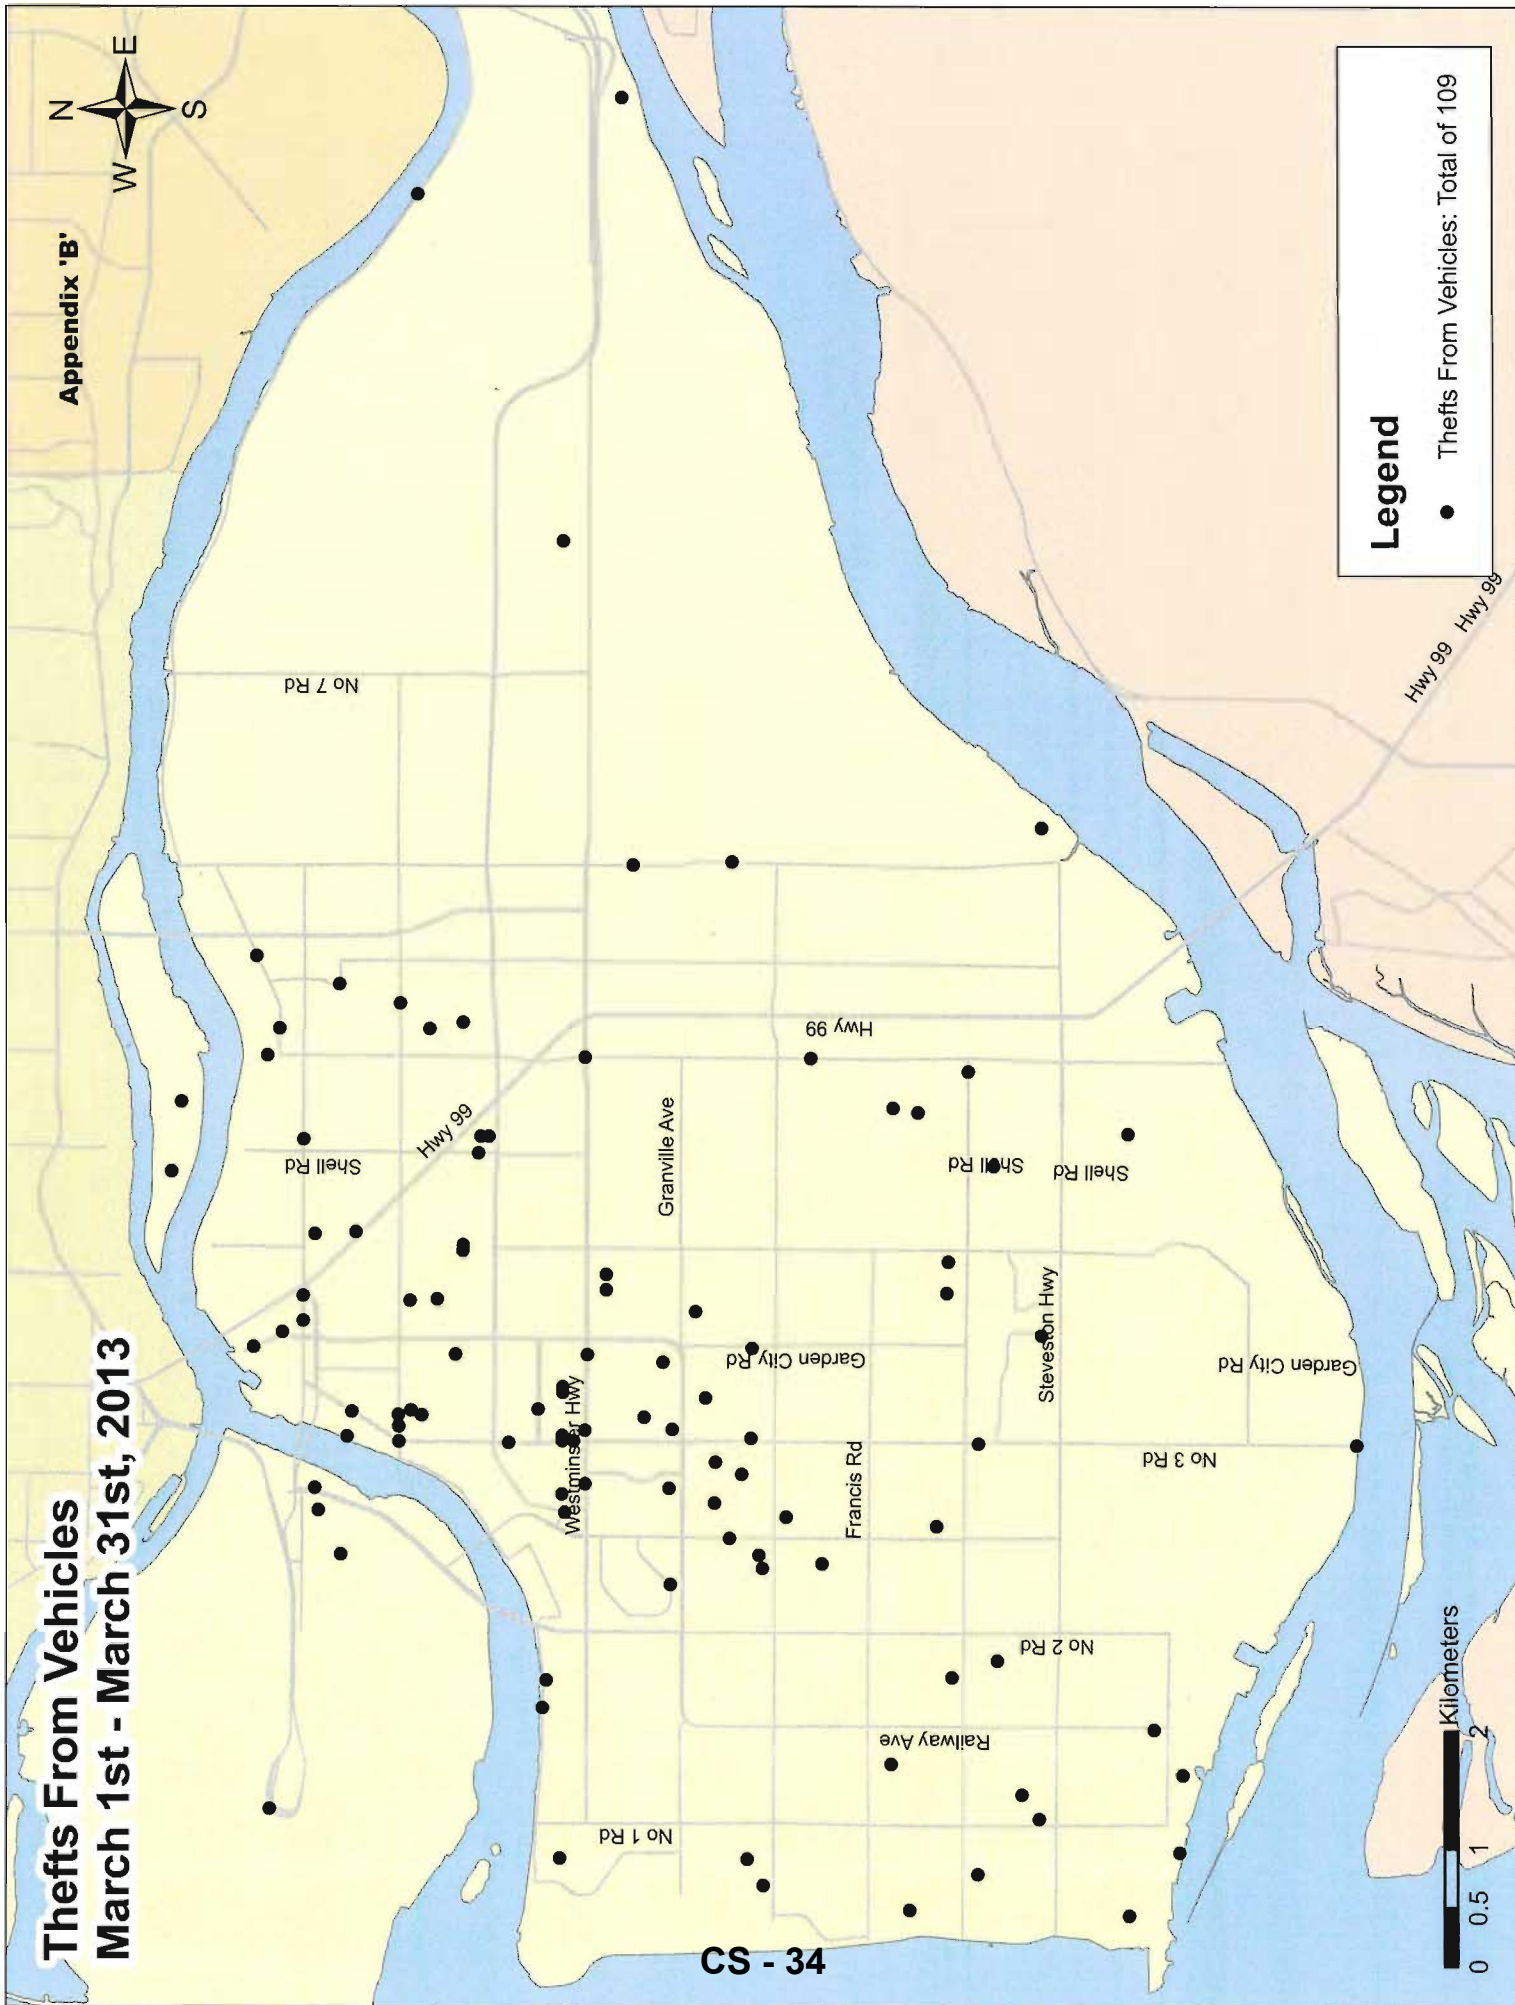 Thefts From Vehicles
March 1st - March 31st, 2013
Appendix 'B'
N
W
E
S
No 7 Rd
Shell Rd
Hwy 99
Hwy 99
Granville Ave
Shell Rd
Shell Rd
Westminster Hwy
Garden City Rd
Steveston Hwy
Garden City Rd
Francis Rd
No 3 Rd
No 2 Rd
Railway Ave
No 1 Rd
Hwy 99
Hwy 99
Legend
Thefts From Vehicles: Total of 109
Kilometers
0 0.5 1 2
CS - 34